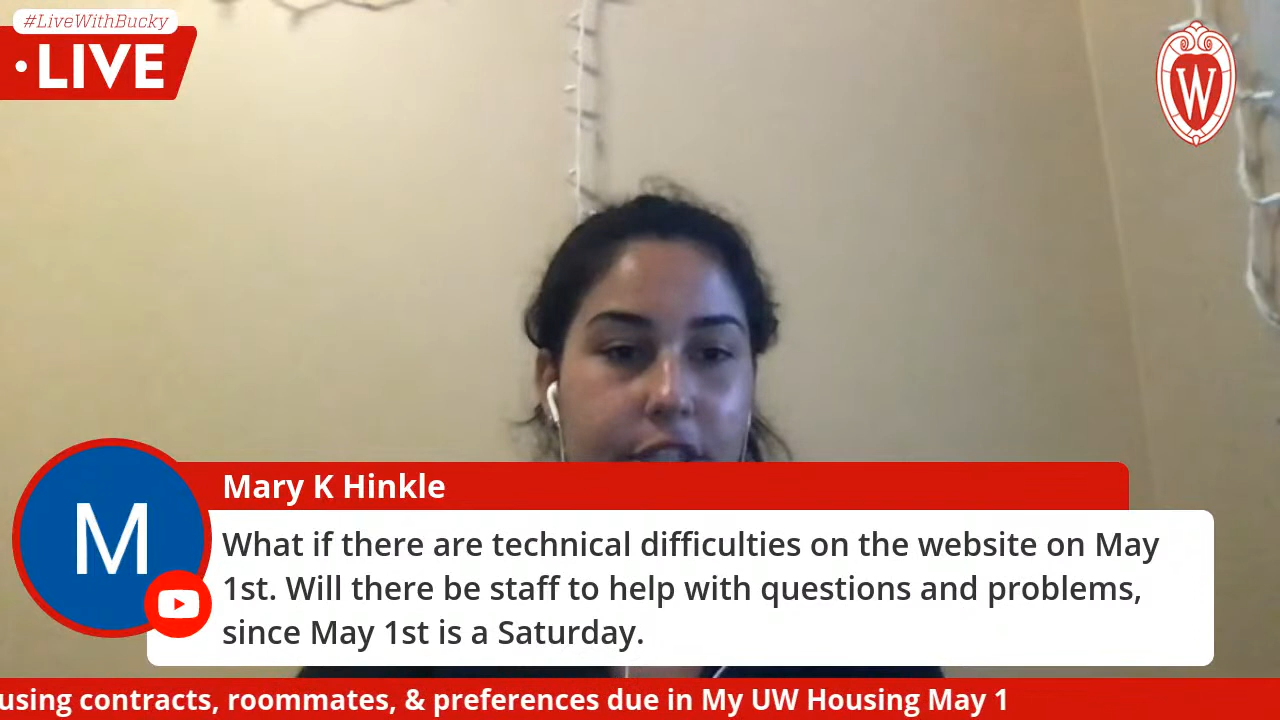 #LiveWithBucky
LIVE
W
Mary K Hinkle
M
What if there are technical difficulties on the website on May
1st. Will there be staff to help with questions and problems,
since May 1st is a Saturday.
using contracts, roommates, & preferences due in My UW Housing May 1